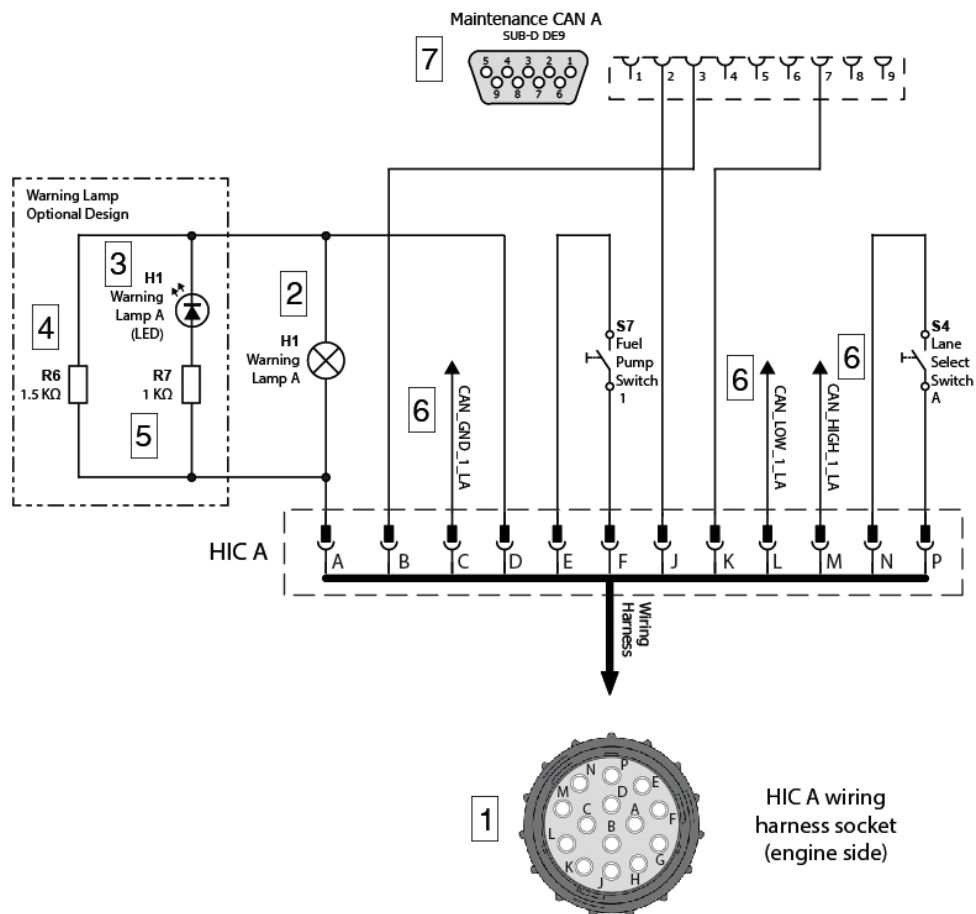 Maintenance CAN A
SUB-D DE9
7
5 4 3 2 1
9 8 7 6
1 2 3 4 5 6 7 8 9
Warning Lamp
Optional Design
3
H1
Warning
Lamp A
(LED)
2
H1
Warning
Lamp A
4
R6
1.5 KΩ
R7
1 KΩ
5
6
CAN_GND_1_LA
S7
Fuel
Pump
Switch
1
6
CAN_LOW_1_LA
CAN_HIGH_1_LA
6
S4
Lane
Select
Switch
A
HIC A
A B C D E F J K L M N P
Wiring
Harness
1
N P E
M D F
C A
L B G
K J H
HIC A wiring
harness socket
(engine side)